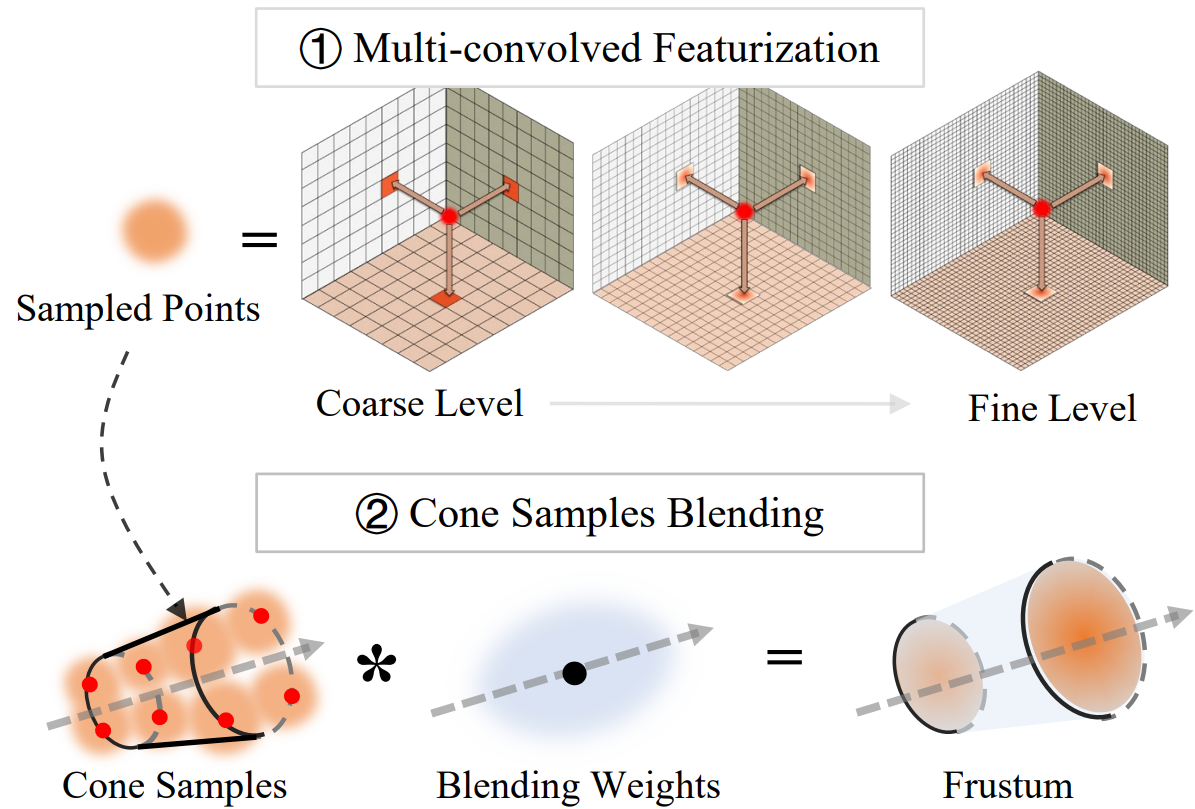 ① Multi-convolved Featurization
=
Sampled Points
Coarse Level
Fine Level
② Cone Samples Blending
* =
Cone Samples
Blending Weights
Frustum